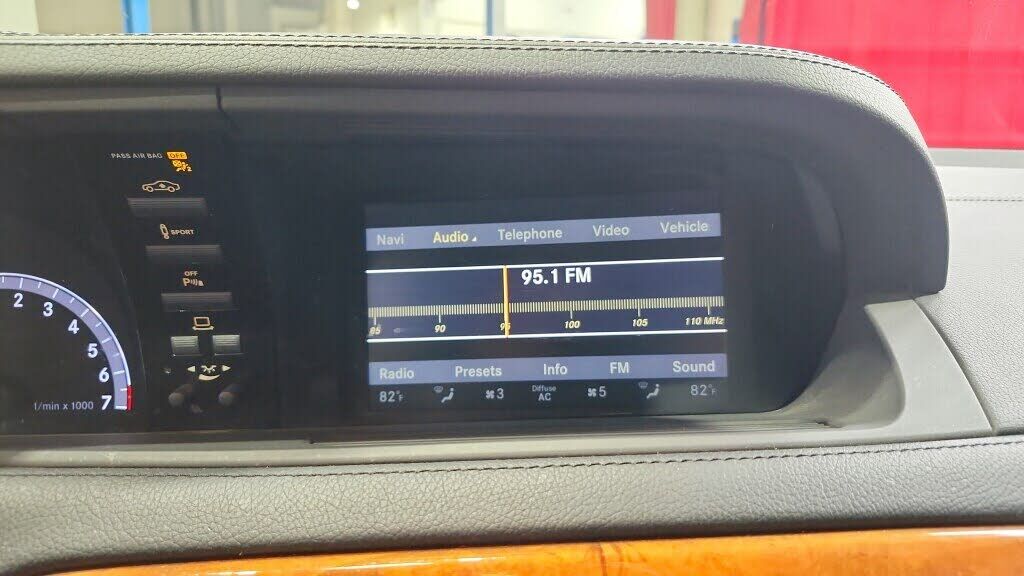 PASS AIR BAG OFF
2
SPORT
OFF
P
2 3 4 5 6 7
1/min x 1000
Navi Audio Telephone Video Vehicle
95.1 FM
85 90 95 100 105 110 MHz
Radio Presets Info FM Sound
82°F 3 Diffuse 5 82°F
AC